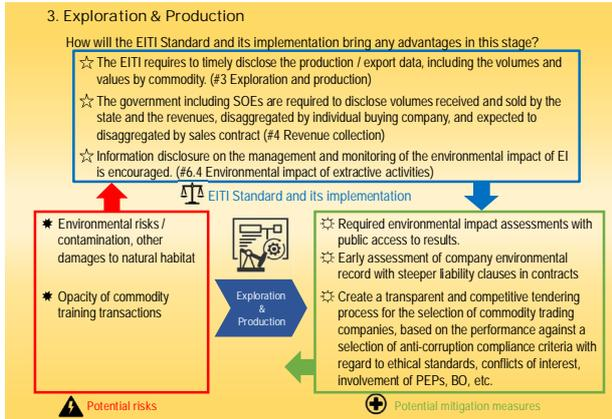 3. Exploration & Production
How will the EITI Standard and its implementation bring any advantages in this stage?
☆ The EITI requires to timely disclose the production / export data, including the volumes and
values by commodity. (#3 Exploration and production)
☆ The government including SOEs are required to disclose volumes received and sold by the
state and the revenues, disaggregated by individual buying company, and expected to
disaggregated by sales contract (#4 Revenue collection)
☆ Information disclosure on the management and monitoring of the environmental impact of EI
is encouraged. (#6.4 Environmental impact of extractive activities)
EITI Standard and its implementation
Environmental risks /
contamination, other
damages to natural habitat
Opacity of commodity
training transactions
Potential risks
Exploration
&
Production
Required environmental impact assessments with
public access to results.
Early assessment of company environmental
record with steeper liability clauses in contracts
Create a transparent and competitive tendering
process for the selection of commodity trading
companies, based on the performance against a
selection of anti-corruption compliance criteria with
regard to ethical standards, conflicts of interest,
involvement of PEPs, BO, etc.
Potential mitigation measures